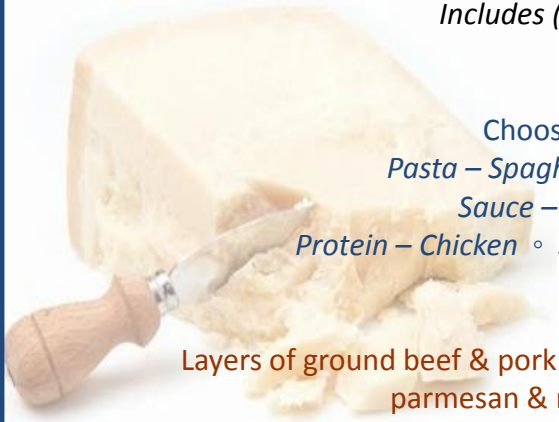 Includes (
Choos
Pasta – Spagh
Sauce –
Protein – Chicken ◦
Layers of ground beef & pork
parmesan &